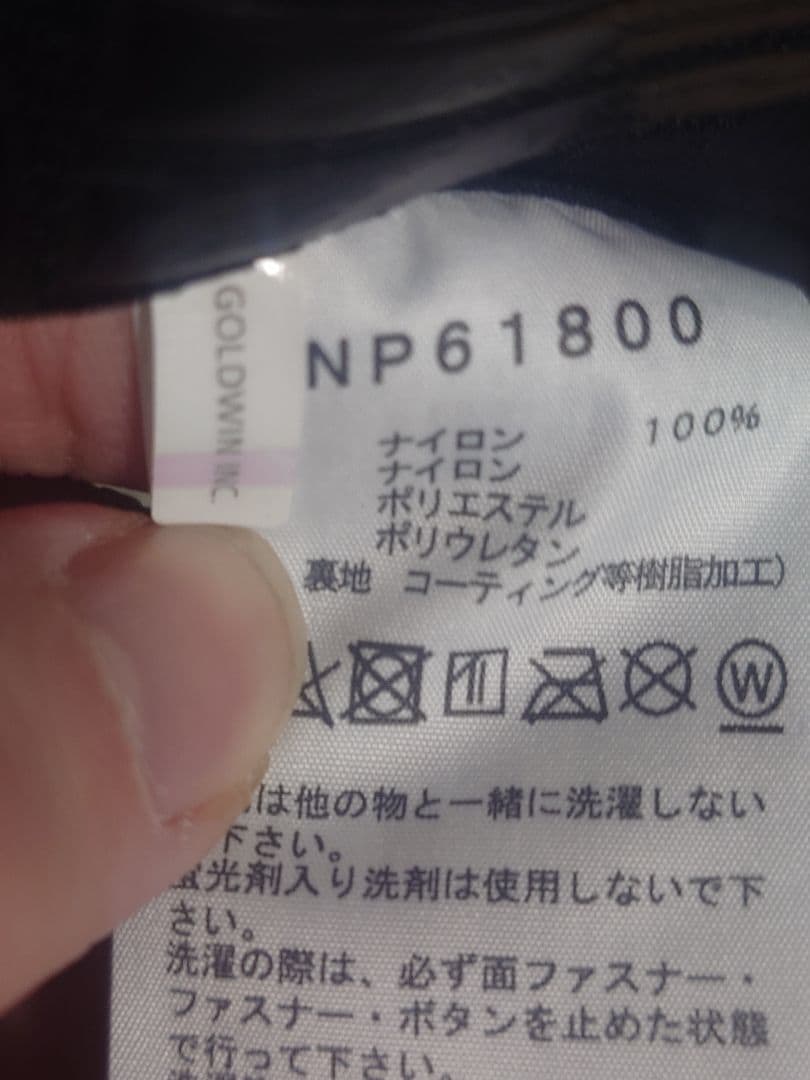 GOLDWIN INC
NP61800
ナイロン 100%
ナイロン
ポリエステル
ポリウレタン
裏地 コーティング等樹脂加工)
W
は他の物と一緒に洗濯しない
下さい。
蛍光剤入り洗剤は使用しないで下
さい。
洗濯の際は、必ず面ファスナー・
ファスナー・ボタンを止めた状態
で行って下さい。